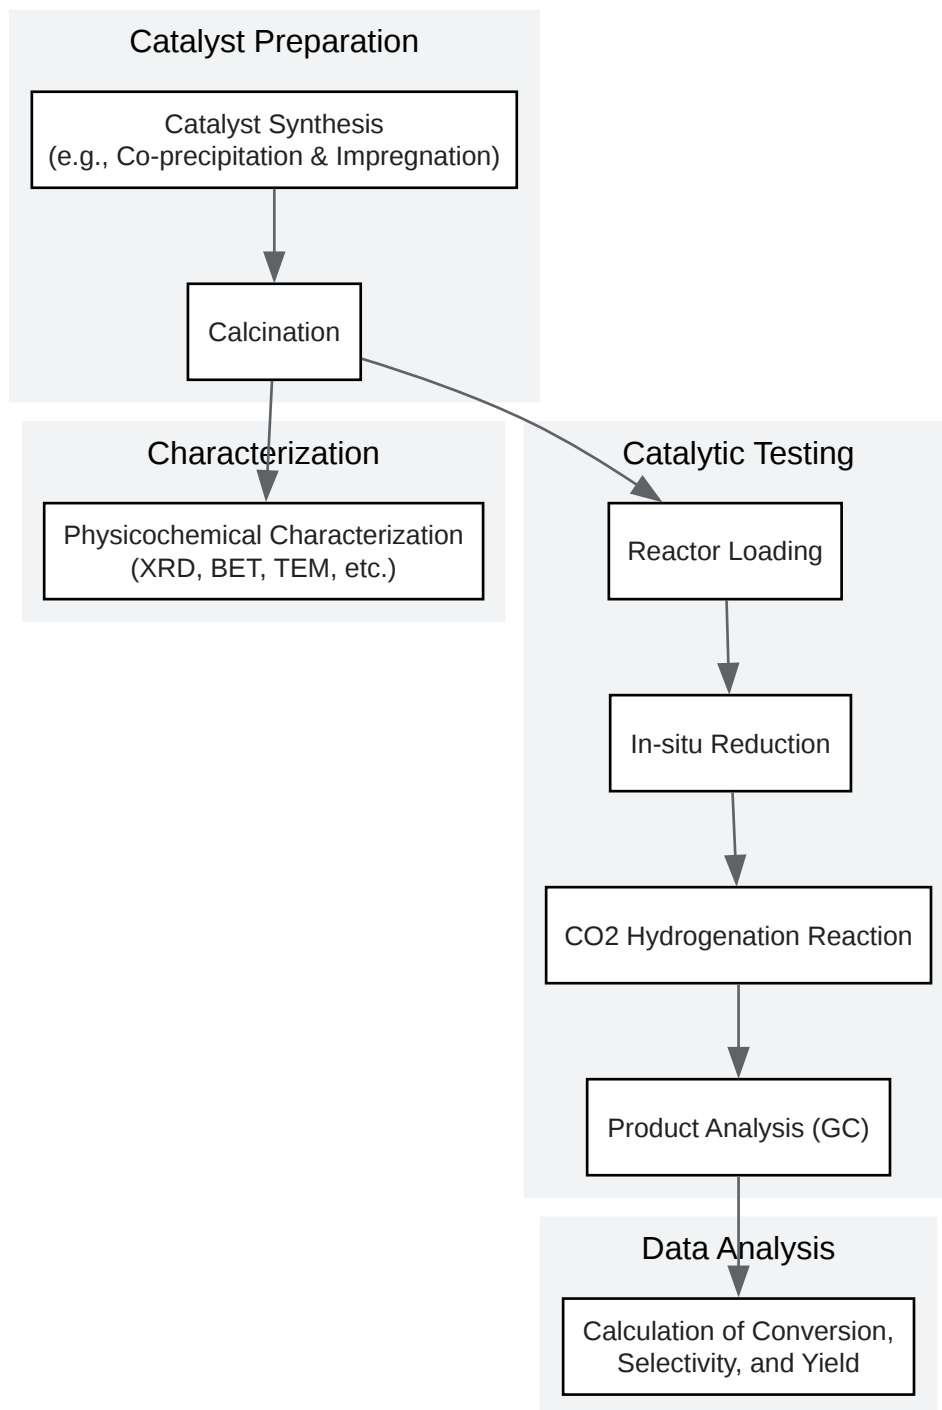 Catalyst Preparation
Catalyst Synthesis
(e.g., Co-precipitation & Impregnation)
Calcination
Characterization
Physicochemical Characterization
(XRD, BET, TEM, etc.)
Catalytic Testing
Reactor Loading
In-situ Reduction
CO2 Hydrogenation Reaction
Product Analysis (GC)
Data Analysis
Calculation of Conversion,
Selectivity, and Yield